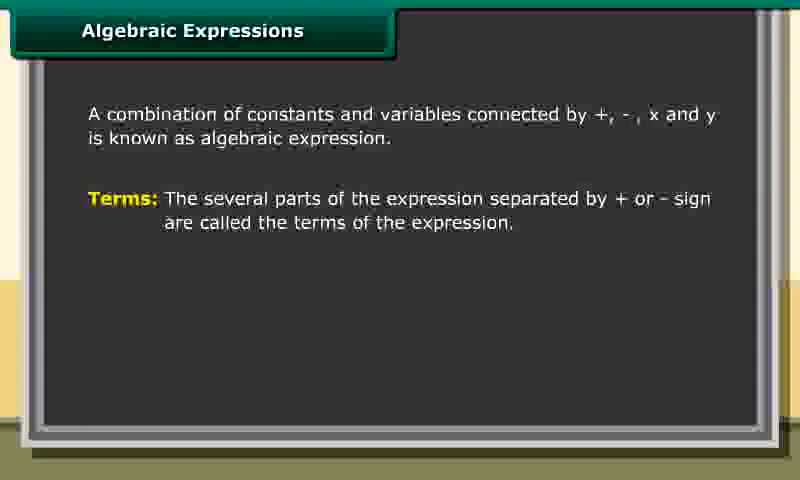 Algebraic Expressions
A combination of constants and variables connected by +, - , x and y
is known as algebraic expression.
Terms: The several parts of the expression separated by + or - sign
are called the terms of the expression.